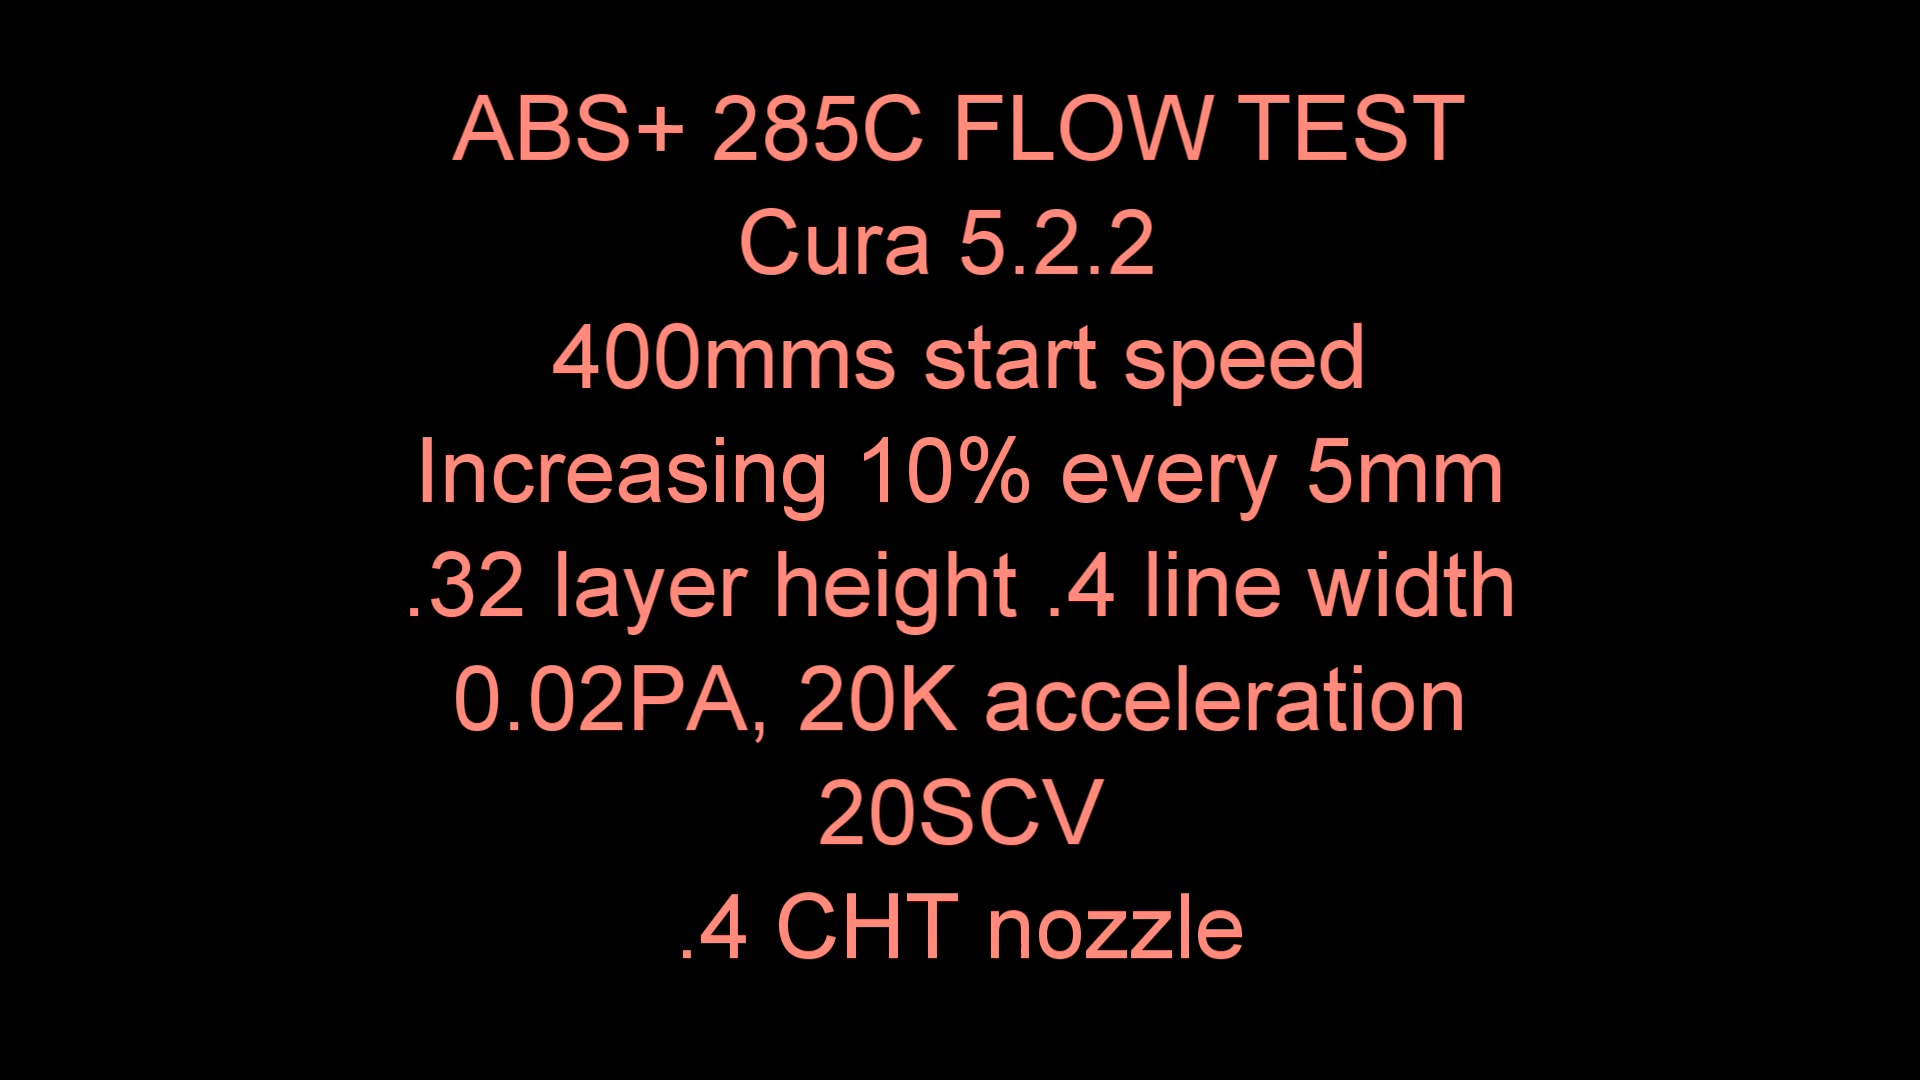 ABS+ 285C FLOW TEST
Cura 5.2.2
400mms start speed
Increasing 10% every 5mm
.32 layer height .4 line width
0.02PA, 20K acceleration
20SCV
.4 CHT nozzle